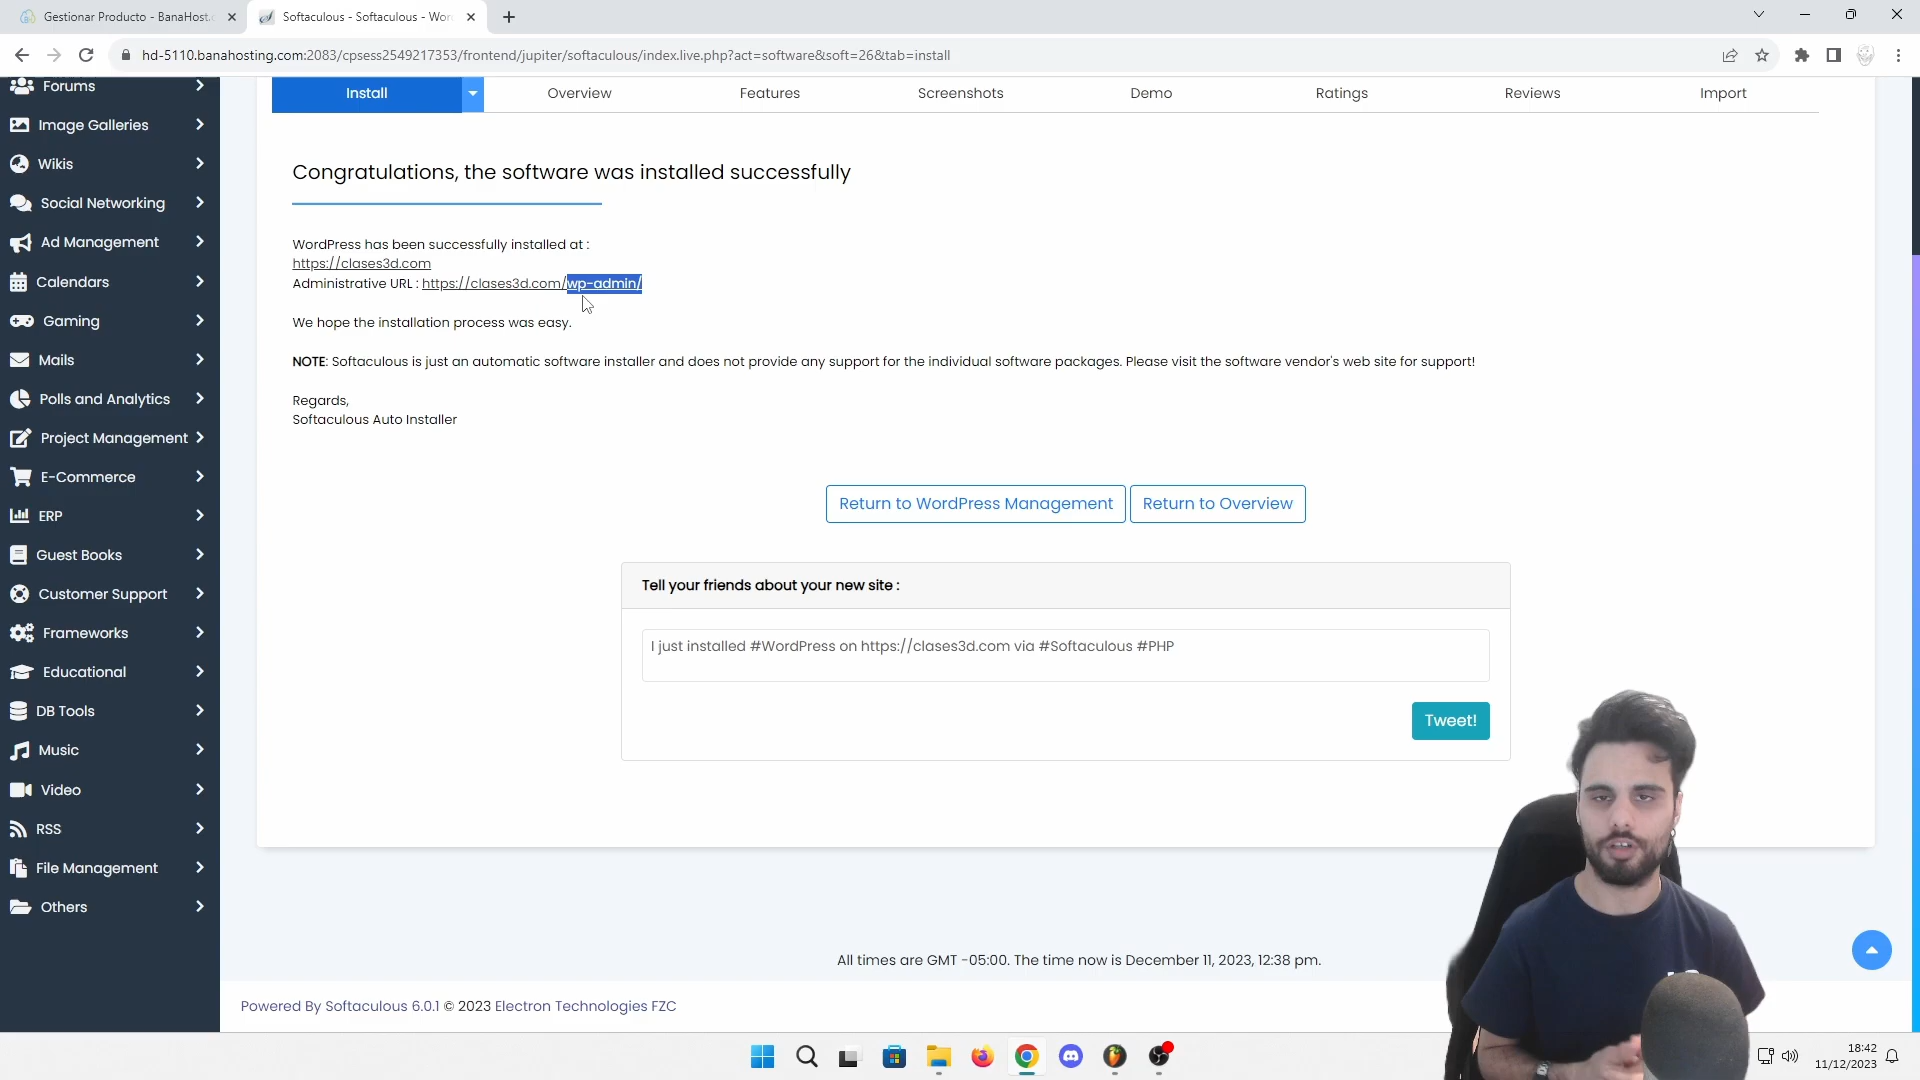 Gestionar Producto - BanaHost.c
Softaculous - Softaculous - Wor
hd-5110.banahosting.com:2083/cpsess2549217353/frontend/jupiter/softaculous/index.live.php?act=software&soft=26&tab=install
Forums
Image Galleries
Wikis
Social Networking
Ad Management
Calendars
Gaming
Mails
Polls and Analytics
Project Management
E-Commerce
ERP
Guest Books
Customer Support
Frameworks
Educational
DB Tools
Music
Video
RSS
File Management
Others
Install
Overview
Features
Screenshots
Demo
Ratings
Reviews
Import
Congratulations, the software was installed successfully
WordPress has been successfully installed at :
https://clases3d.com
Administrative URL : https://clases3d.com/wp-admin/
We hope the installation process was easy.
NOTE: Softaculous is just an automatic software installer and does not provide any support for the individual software packages. Please visit the software vendor's web site for support!
Regards,
Softaculous Auto Installer
Return to WordPress Management
Return to Overview
Tell your friends about your new site :
I just installed #WordPress on https://clases3d.com via #Softaculous #PHP
Tweet!
All times are GMT -05:00. The time now is December 11, 2023, 12:38 pm.
Powered By Softaculous 6.0.1 © 2023 Electron Technologies FZC
18:42
11/12/2023